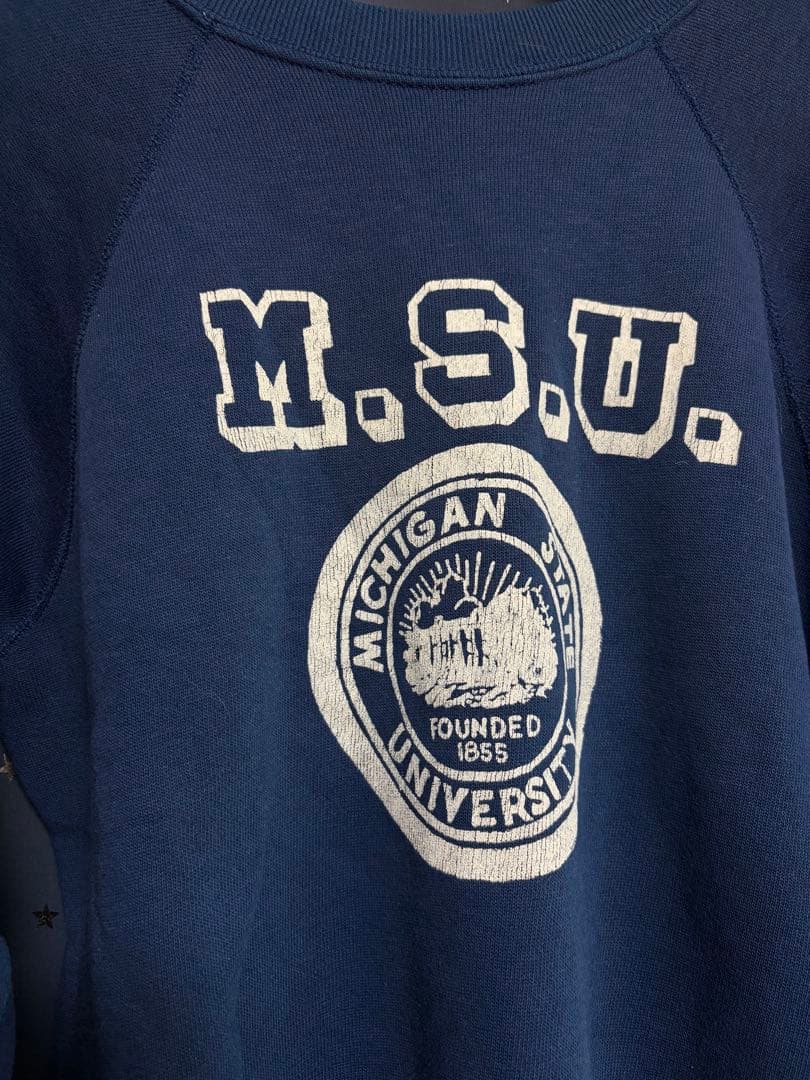 M.S.U.
MICHIGAN STATE
UNIVERSITY
FOUNDED
1855